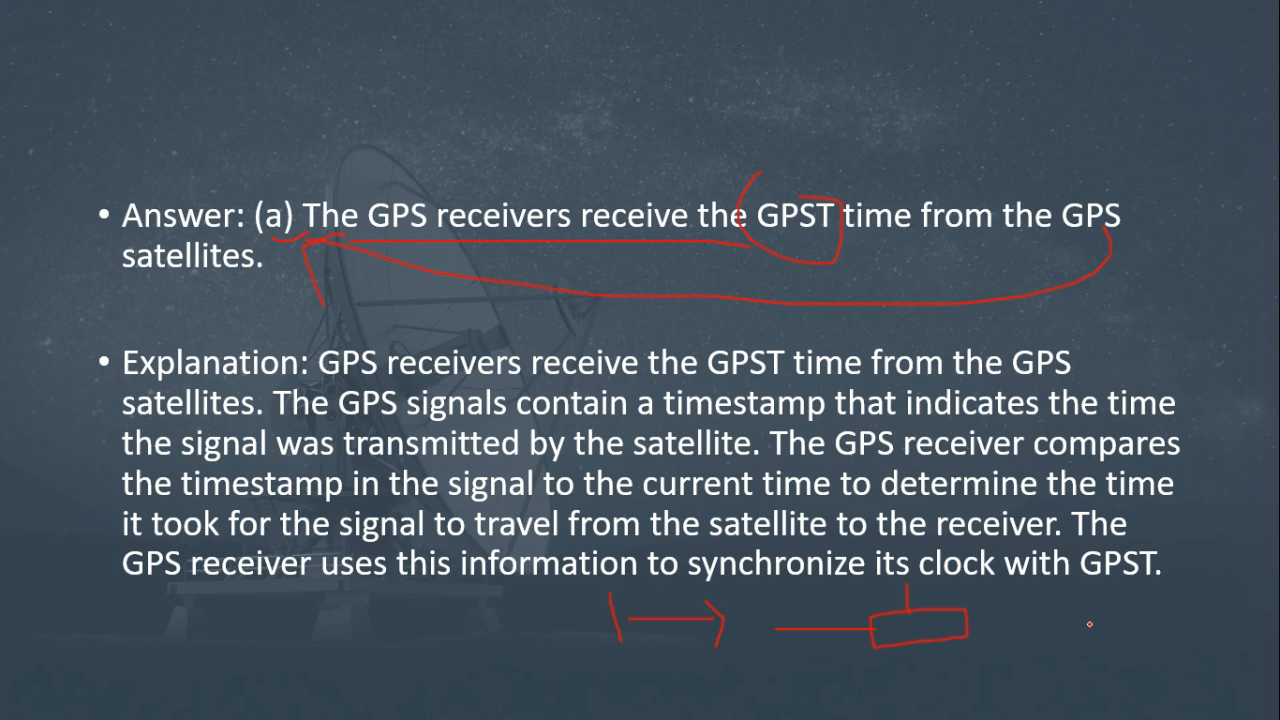 • Answer: (a) The GPS receivers receive the GPST time from the GPS
satellites.
• Explanation: GPS receivers receive the GPST time from the GPS
satellites. The GPS signals contain a timestamp that indicates the time
the signal was transmitted by the satellite. The GPS receiver compares
the timestamp in the signal to the current time to determine the time
it took for the signal to travel from the satellite to the receiver. The
GPS receiver uses this information to synchronize its clock with GPST.